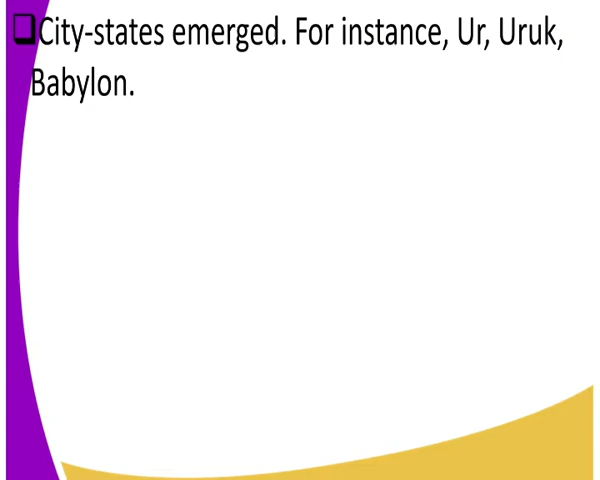 ❑City-states emerged. For instance, Ur, Uruk,
Babylon.